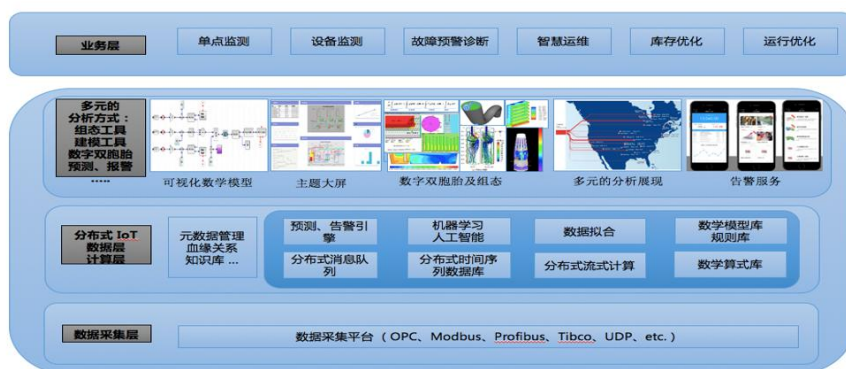 业务层
单点监测
设备监测
故障预警诊断
智慧运维
库存优化
运行优化
多元的
分析方式：
组态工具
建模工具
数字双胞胎
预测、报警
.....
可视化数学模型
主题大屏
数字双胞胎及组态
多元的分析展现
告警服务
分布式 IoT
数据层
计算层
元数据管理
血缘关系
知识库 ...
预测、告警引
擎
机器学习
人工智能
数据拟合
数学模型库
规则库
分布式消息队
列
分布式时间序
列数据库
分布式流式计算
数学算式库
数据采集层
数据采集平台（OPC、Modbus、Profibus、Tibco、UDP、etc.）